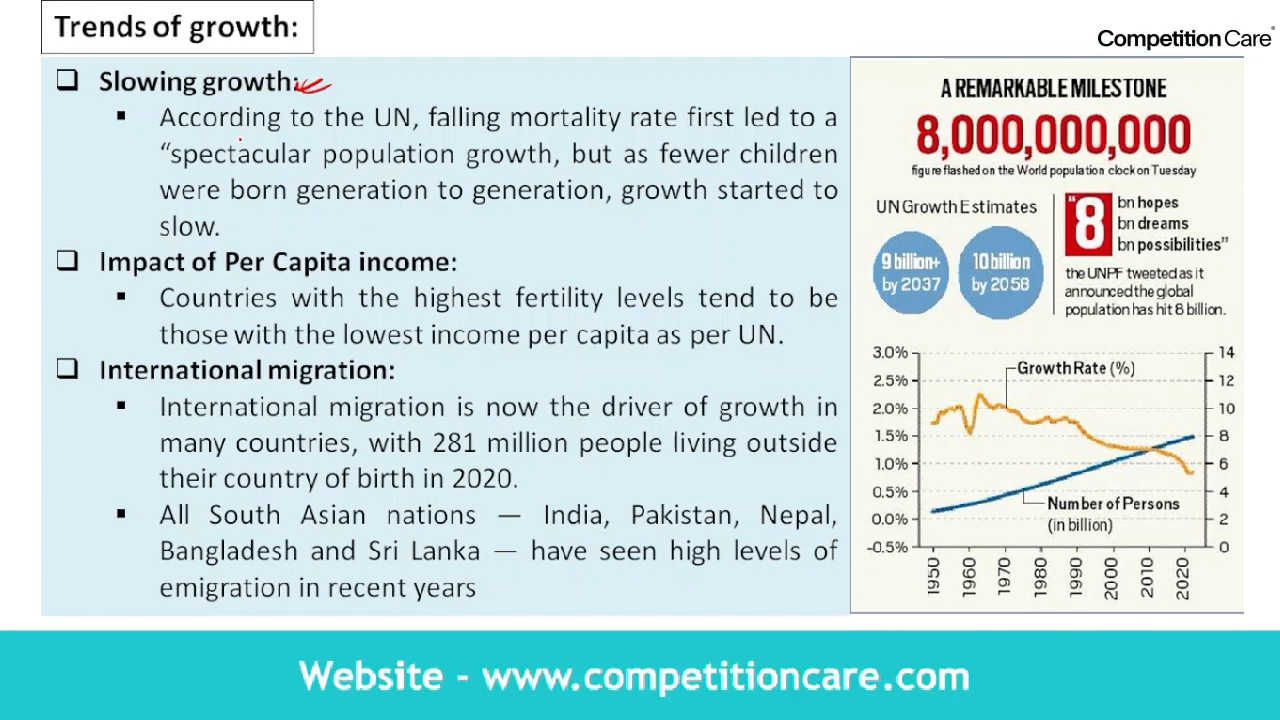 Trends of growth:
CompetitionCare
Slowing growth:
According to the UN, falling mortality rate first led to a
“spectacular population growth, but as fewer children
were born generation to generation, growth started to
slow.
Impact of Per Capita income:
Countries with the highest fertility levels tend to be
those with the lowest income per capita as per UN.
International migration:
International migration is now the driver of growth in
many countries, with 281 million people living outside
their country of birth in 2020.
All South Asian nations — India, Pakistan, Nepal,
Bangladesh and Sri Lanka — have seen high levels of
emigration in recent years
A REMARKABLE MILESTONE
8,000,000,000
figure flashed on the World population clock on Tuesday
UN Growth Estimates
9 billion+
by 2037
10 billion
by 2058
“8
bn hopes
bn dreams
bn possibilities”
the UNPF tweeted as it
announced the global
population has hit 8 billion.
3.0%
2.5%
2.0%
1.5%
1.0%
0.5%
0.0%
-0.5%
Growth Rate (%)
Number of Persons
(in billion)
14
12
10
8
6
4
2
0
1950
1960
1970
1980
1990
2000
2010
2020
Website - www.competitioncare.com